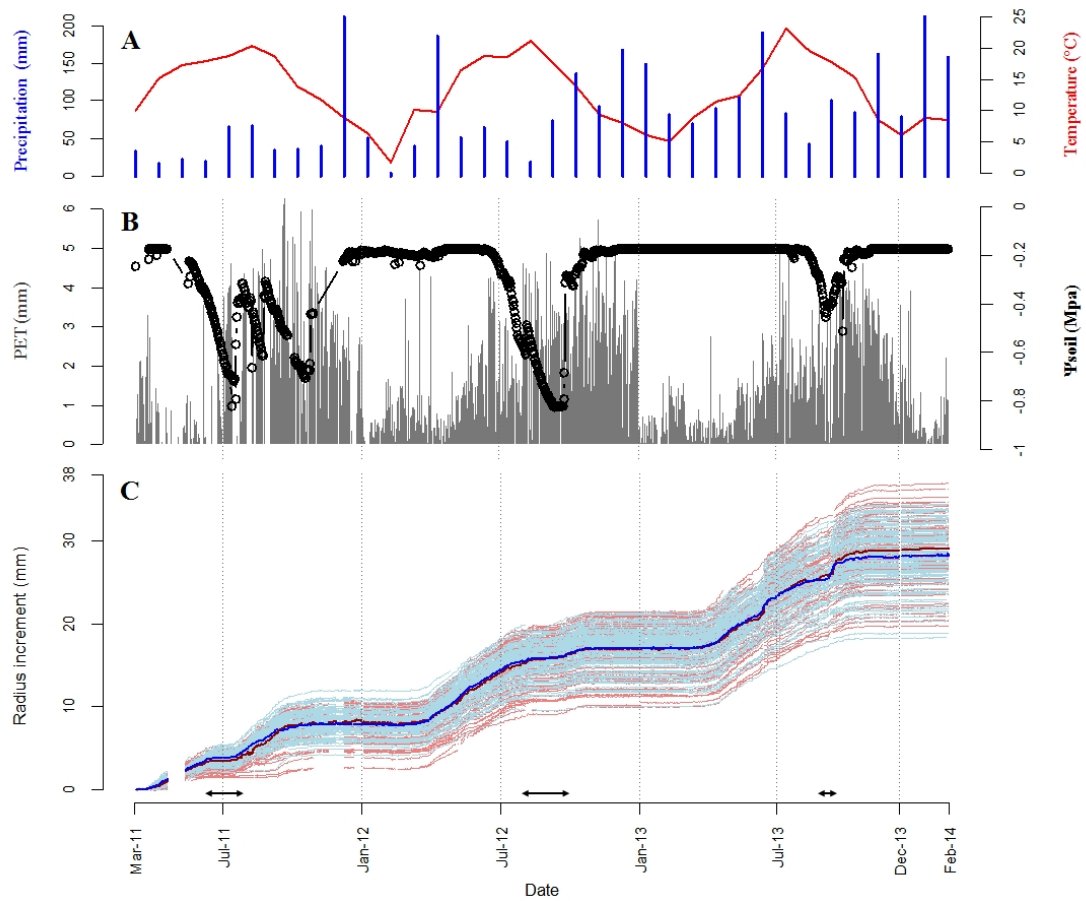 A
Precipitation (mm)
200
150
100
50
0
25
20
15
10
5
0
Temperature (°C)
B
PET (mm)
6
5
4
3
2
1
0
0
-0.2
-0.4
-0.6
-0.8
-1
Ψsoil (Mpa)
C
Radius increment (mm)
38
30
20
10
0
Mar-11
Jul-11
Jan-12
Jul-12
Jan-13
Jul-13
Dec-13
Feb-14
Date